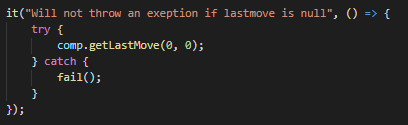 it("Will not throw an exeption if lastmove is null", () => {
    try {
        comp.getLastMove(0, 0);
    } catch {
        fail();
    }
});